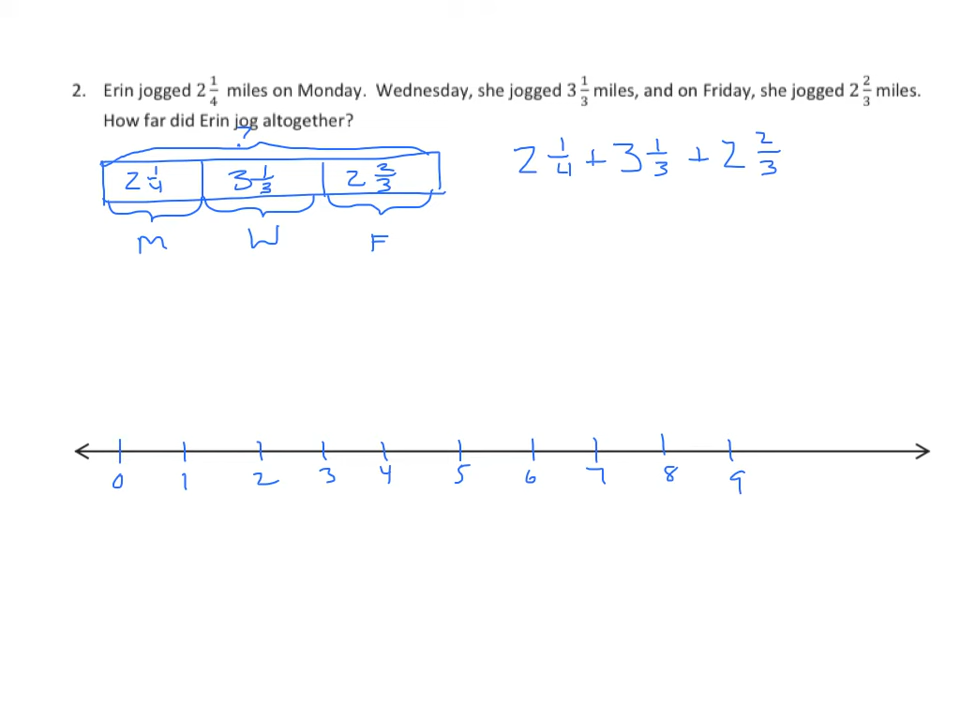 2. Erin jogged 2 1/4 miles on Monday. Wednesday, she jogged 3 1/3 miles, and on Friday, she jogged 2 2/3 miles.
How far did Erin jog altogether?
?
2 1/4 + 3 1/3 + 2 2/3
2 1/4 3 1/3 2 2/3
M W F
0 1 2 3 4 5 6 7 8 9